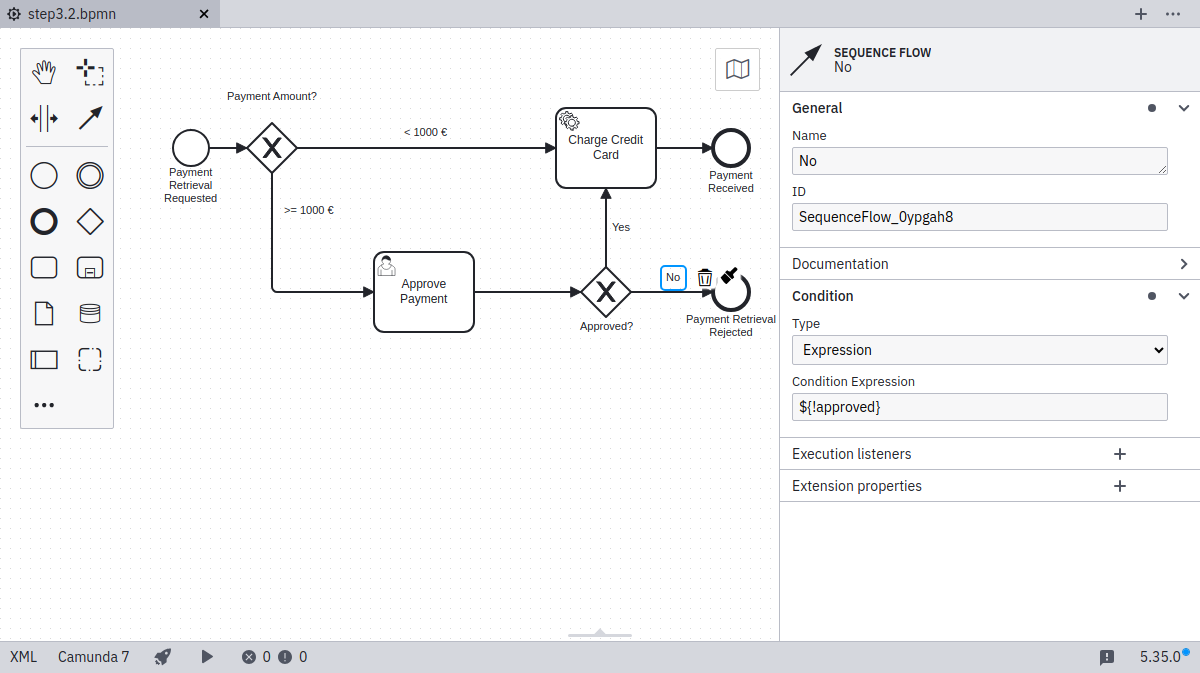 step3.2.bpmn
SEQUENCE FLOW
No
Payment Amount?
< 1000 €
Charge Credit
Card
Payment
Retrieval
Requested
Payment
Received
>= 1000 €
Yes
Approve
Payment
No
Approved?
Payment Retrieval
Rejected
General
Name
No
ID
SequenceFlow_0ypgah8
Documentation
Condition
Type
Expression
Condition Expression
${!approved}
Execution listeners
Extension properties
XML Camunda 7 0 0 5.35.0